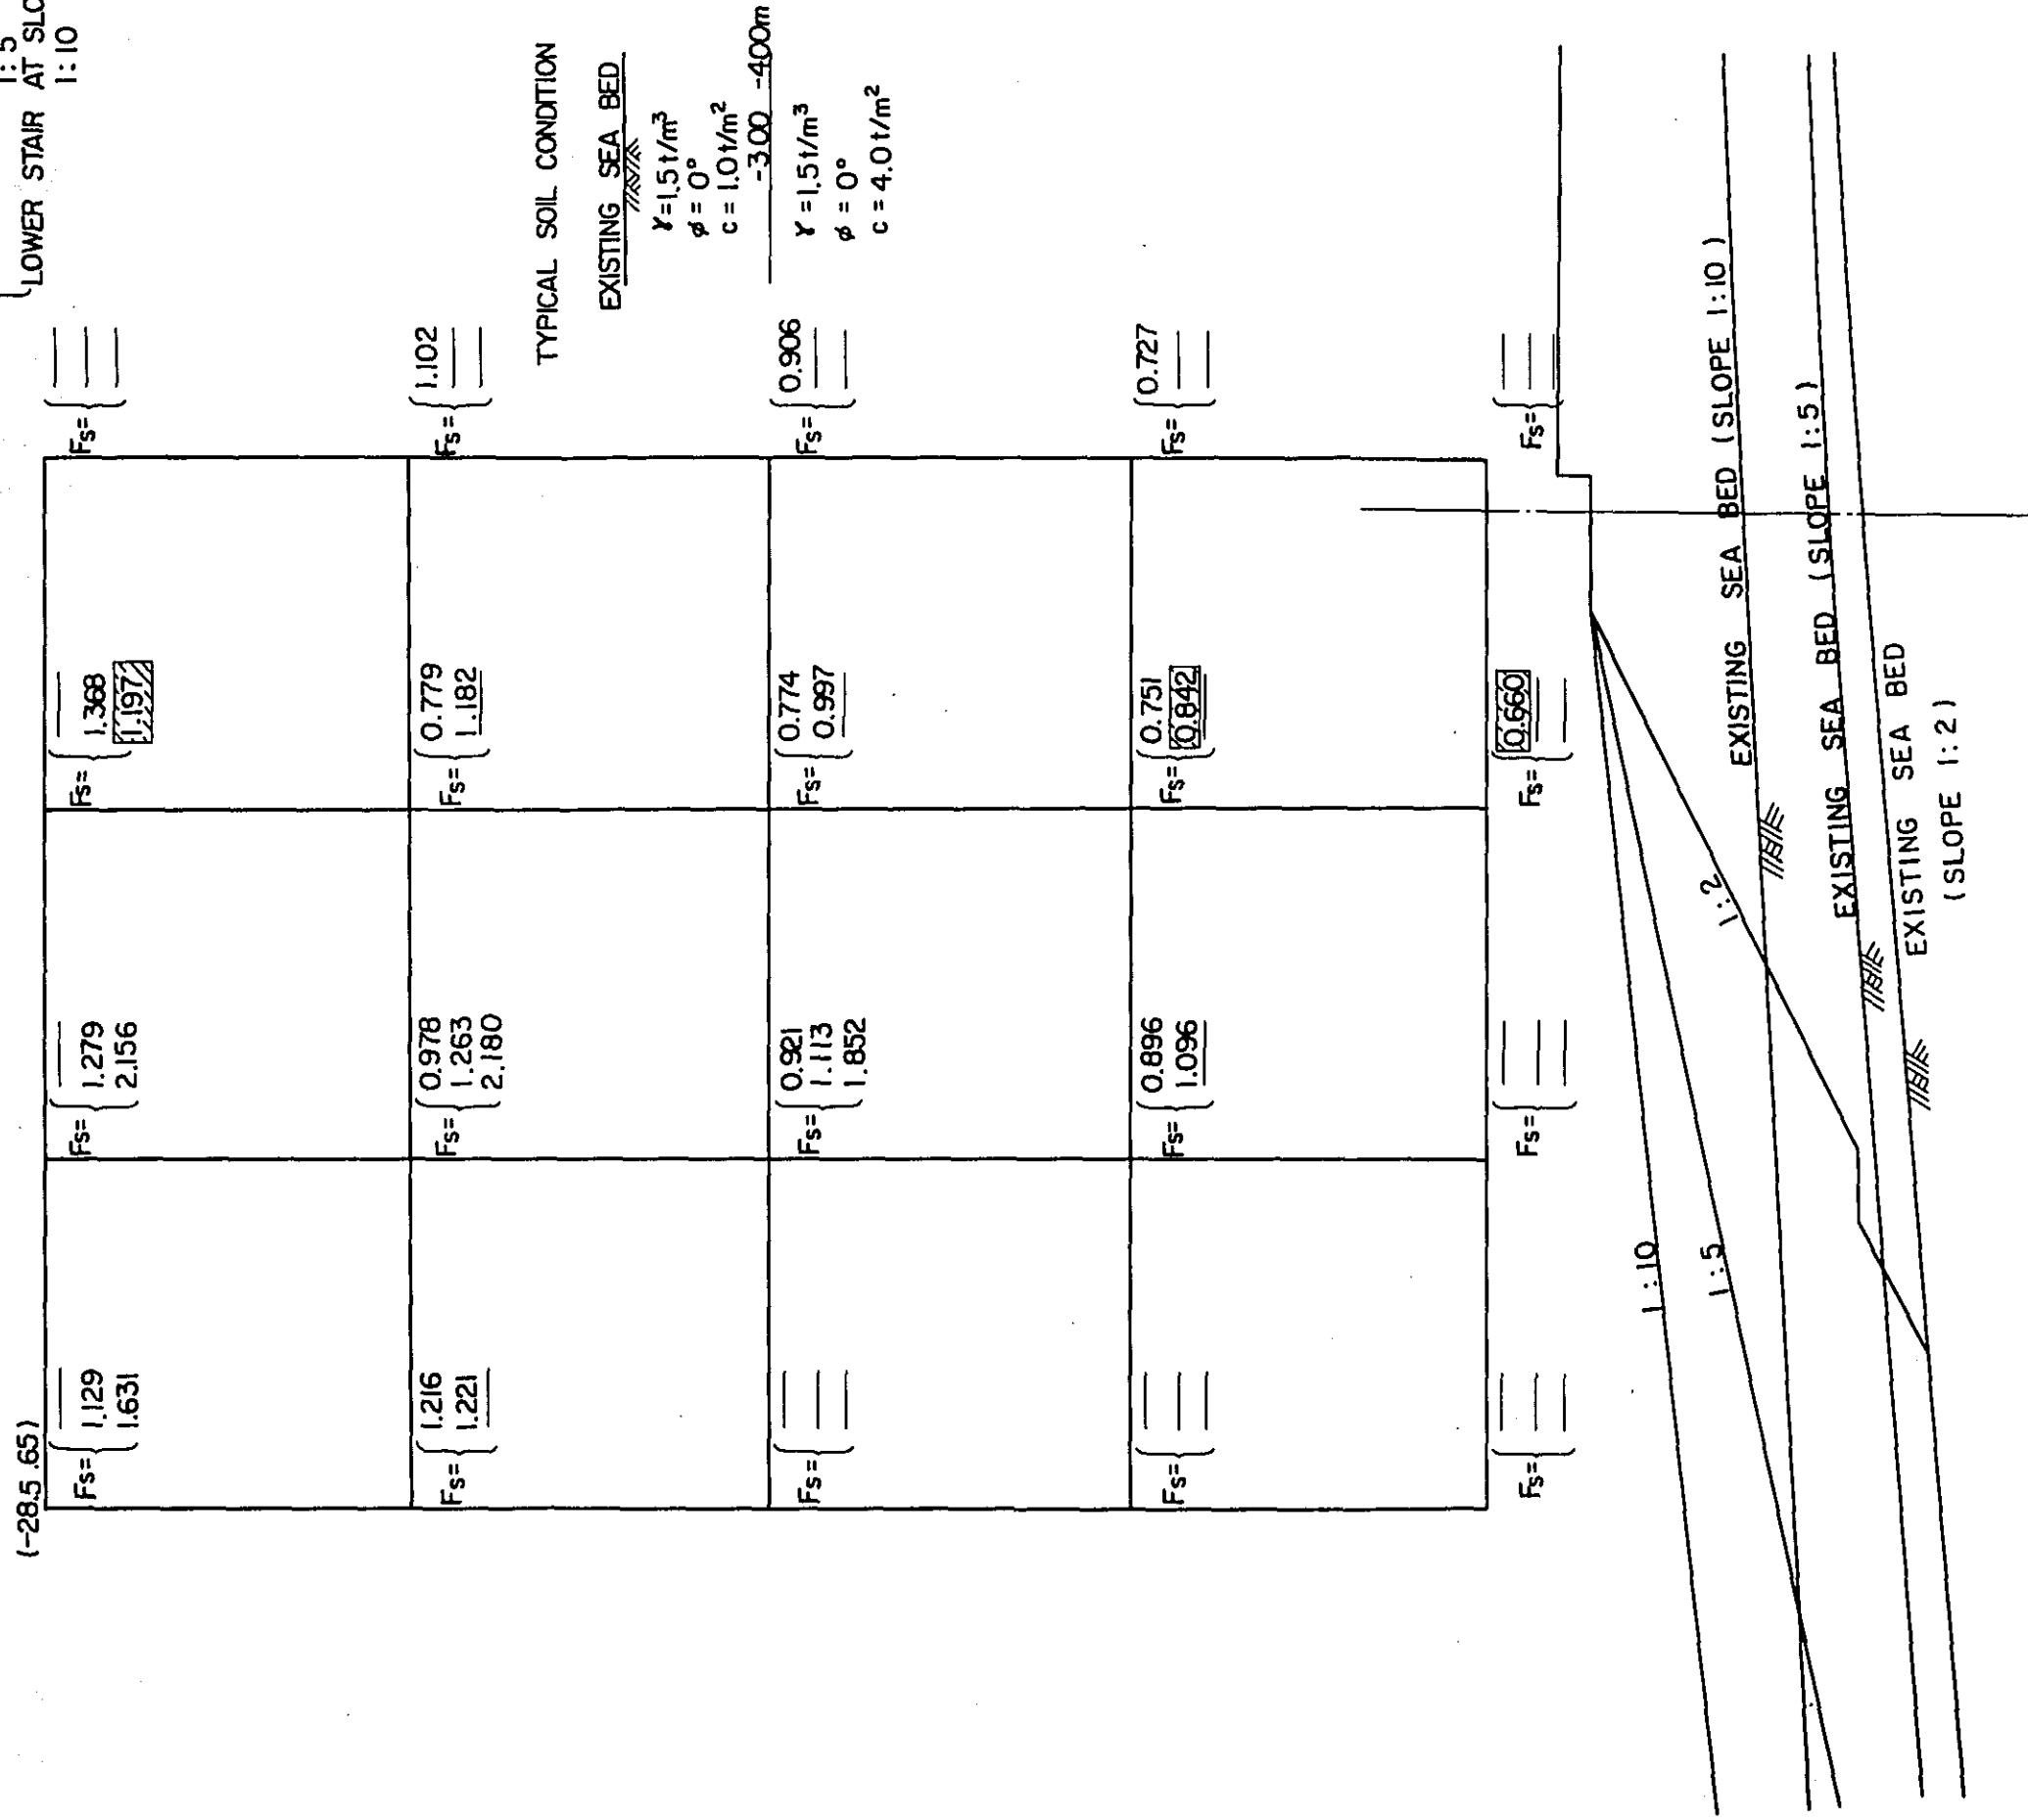 1:5
LOWER STAIR AT SLO
1:10
(-28.5.65)
Fs=
1.129
1.631
Fs=
1.279
2.156
Fs=
1.368
1.197
Fs=
Fs=
1.216
1.221
Fs=
0.978
1.263
2.180
Fs=
0.779
1.182
Fs=
1.102
Fs=
Fs=
0.921
1.113
1.852
Fs=
0.774
0.997
Fs=
0.906
Fs=
Fs=
0.896
1.096
Fs=
0.751
0.842
Fs=
0.727
Fs=
Fs=
Fs=
0.660
Fs=
TYPICAL SOIL CONDITION
EXISTING SEA BED
γ=1.5t/m³
ø=0°
c=1.0t/m²
-3.00 -4.00m
γ=1.5t/m³
ø=0°
c=4.0t/m²
1:10
1:5
1:2
EXISTING SEA BED (SLOPE 1:10)
EXISTING SEA BED (SLOPE 1:5)
EXISTING SEA BED
(SLOPE 1:2)